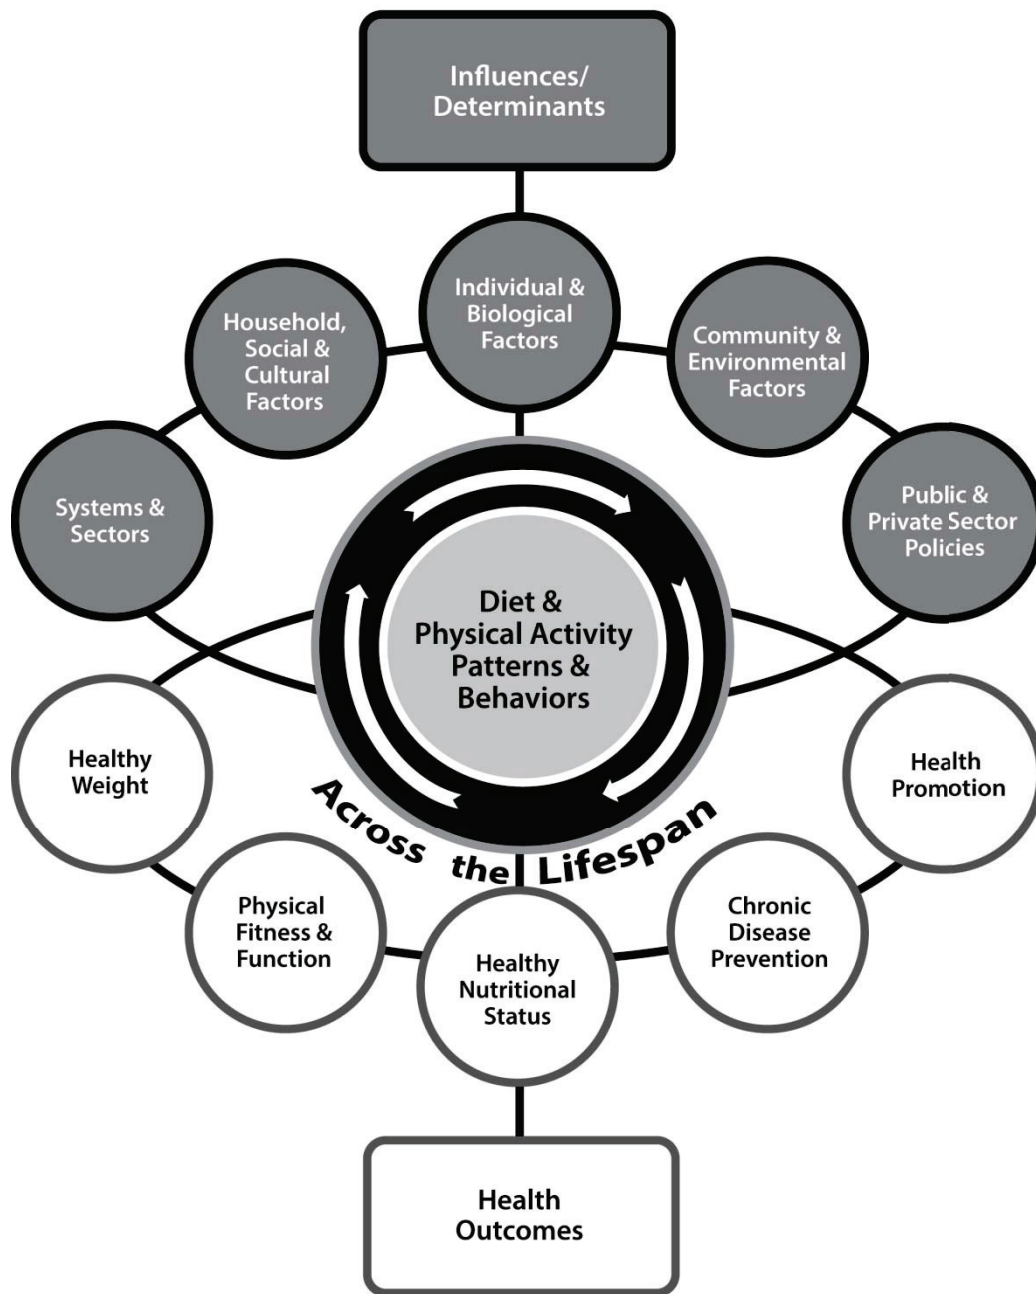 Influences/
Determinants
Individual &
Biological
Factors
Household,
Social &
Cultural
Factors
Community &
Environmental
Factors
Systems &
Sectors
Public &
Private Sector
Policies
Diet &
Physical Activity
Patterns &
Behaviors
Healthy
Weight
Health
Promotion
Across the Lifespan
Physical
Fitness &
Function
Chronic
Disease
Prevention
Healthy
Nutritional
Status
Health
Outcomes